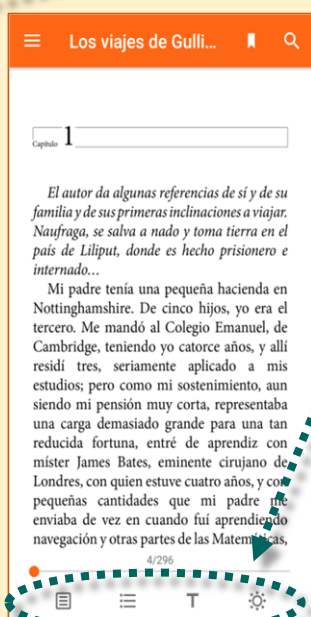 Los viajes de Gulli...
Capítulo 1
El autor da algunas referencias de sí y de su
familia y de sus primeras inclinaciones a viajar.
Naufraga, se salva a nado y toma tierra en el
país de Liliput, donde es hecho prisionero e
internado...
Mi padre tenía una pequeña hacienda en
Nottinghamshire. De cinco hijos, yo era el
tercero. Me mandó al Colegio Emanuel, de
Cambridge, teniendo yo catorce años, y allí
residí tres, seriamente aplicado a mis
estudios; pero como mi sostenimiento, aun
siendo mi pensión muy corta, representaba
una carga demasiado grande para una tan
reducida fortuna, entré de aprendiz con
míster James Bates, eminente cirujano de
Londres, con quien estuve cuatro años, y con
pequeñas cantidades que mi padre me
enviaba de vez en cuando fuí aprendiendo
navegación y otras partes de las Matemáticas,
4/296
T